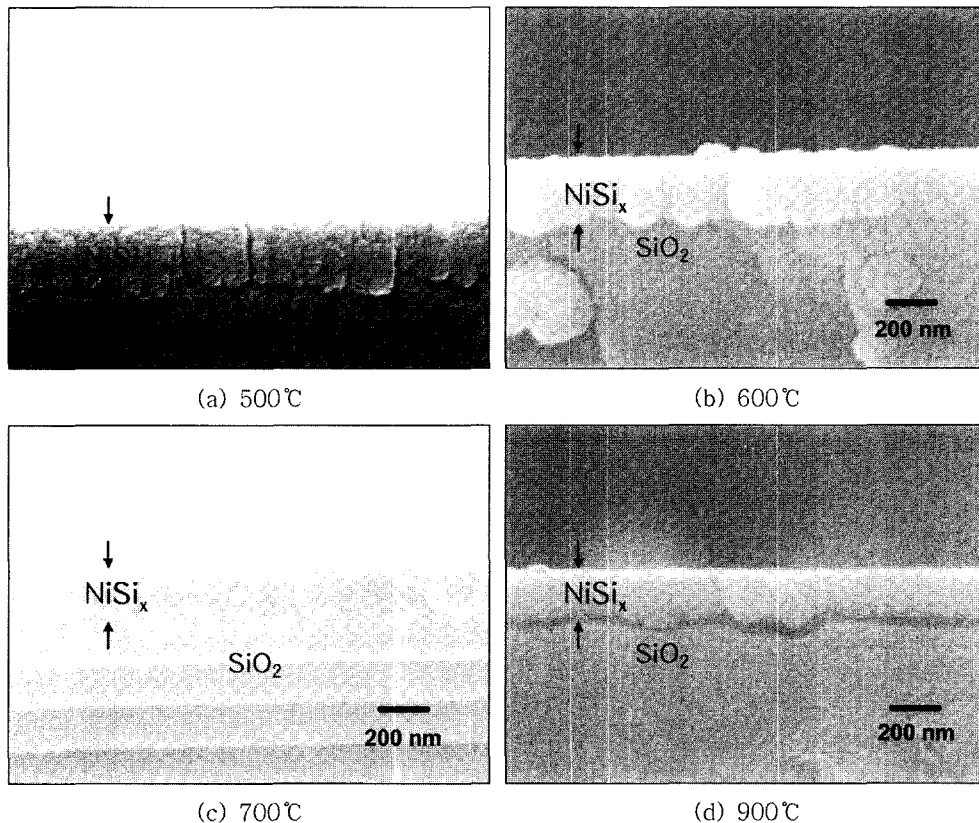 NiSiₓ
SiO₂
200 nm
(a) 500℃
(b) 600℃
NiSiₓ
SiO₂
200 nm
NiSiₓ
SiO₂
200 nm
(c) 700℃
(d) 900℃